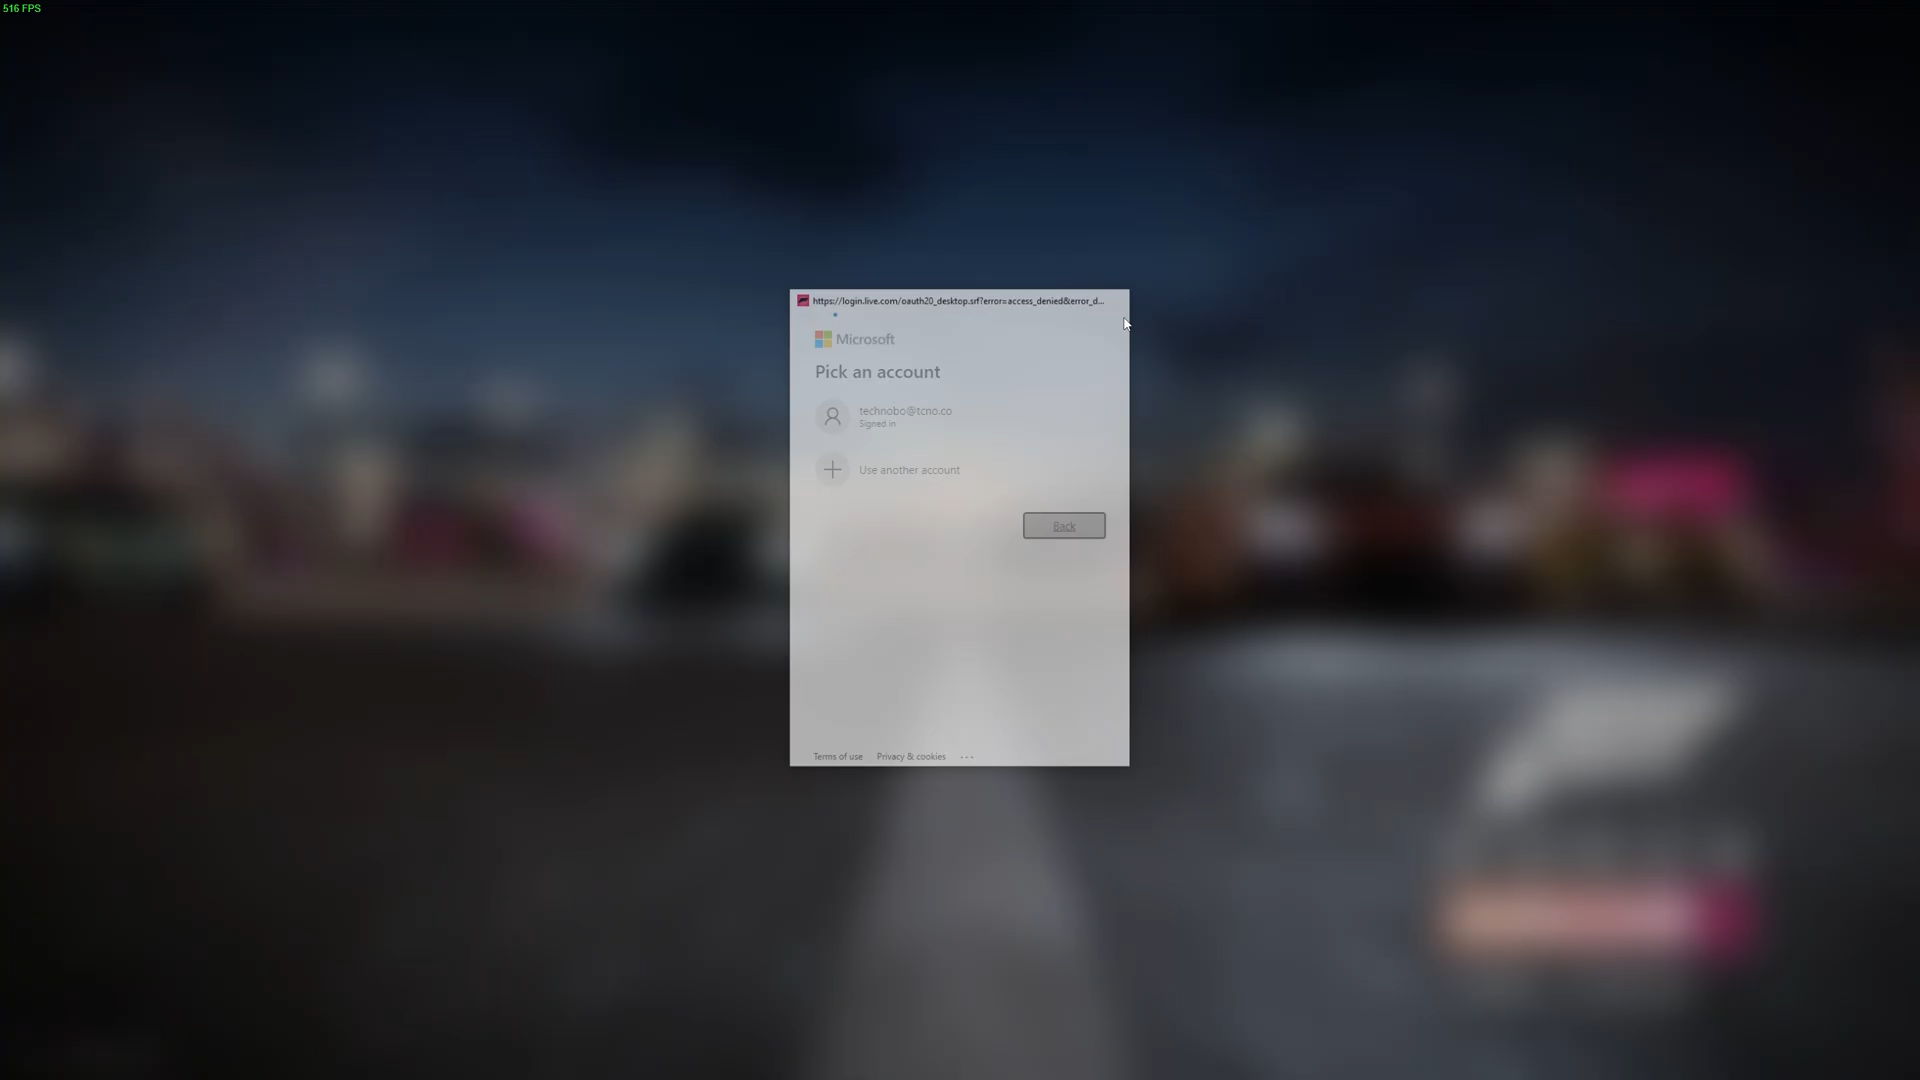 516 FPS
https://login.live.com/oauth20_desktop.srf?error=access_denied&error_d...
Microsoft
Pick an account
technobo@tcno.co
Signed in
Use another account
Back
Terms of use Privacy & cookies ...